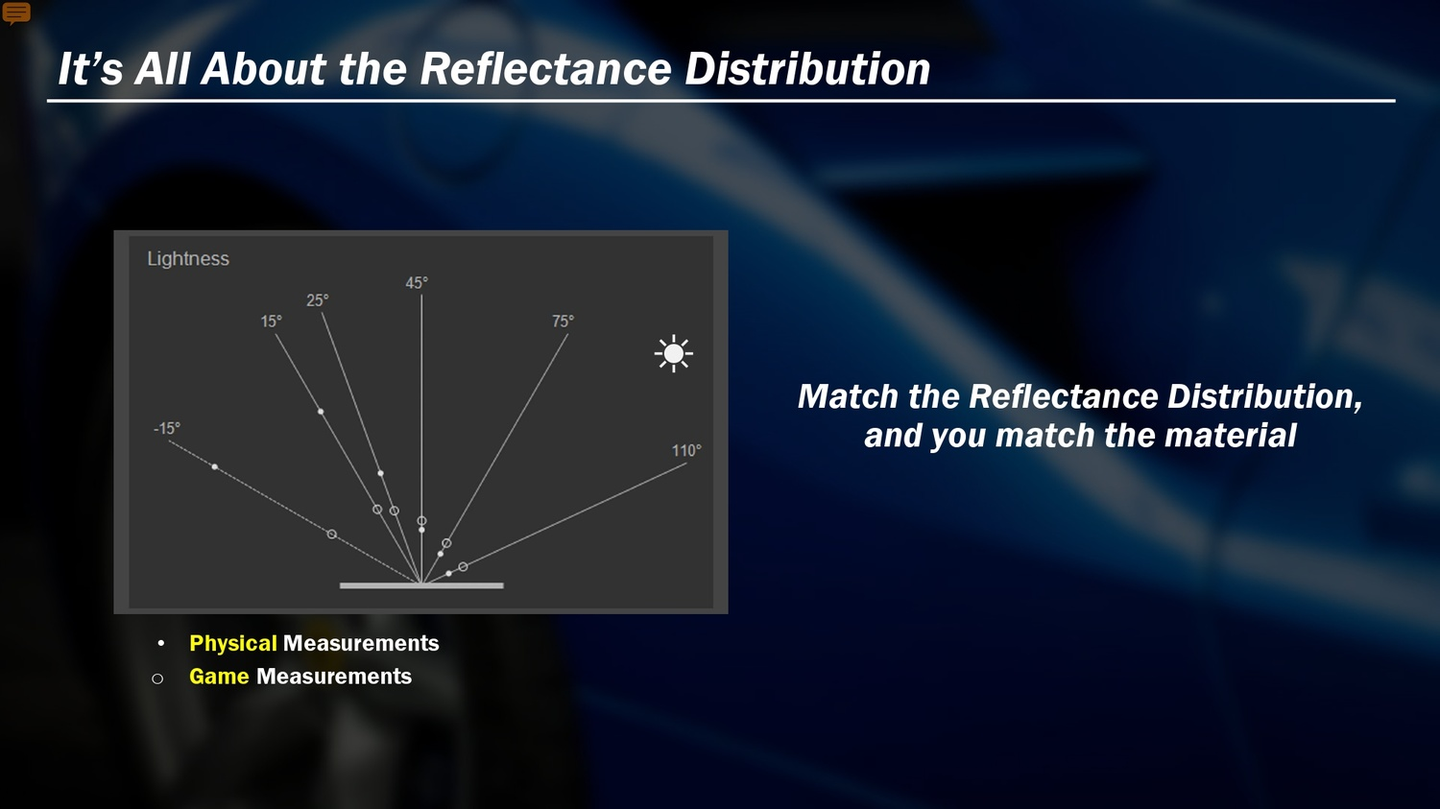 It’s All About the Reflectance Distribution
Lightness
45°
25°
15°
75°
-15°
110°
Match the Reflectance Distribution,
and you match the material
• Physical Measurements
○ Game Measurements